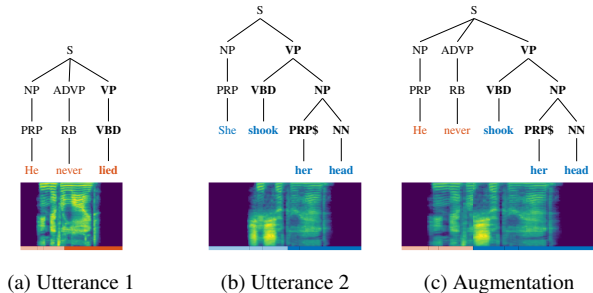 S
NP ADVP VP
PRP RB VBD
He never lied
(a) Utterance 1
S
NP VP
PRP VBD NP
She shook PRP$ NN
her head
(b) Utterance 2
S
NP ADVP VP
PRP RB VBD NP
He never shook PRP$ NN
her head
(c) Augmentation